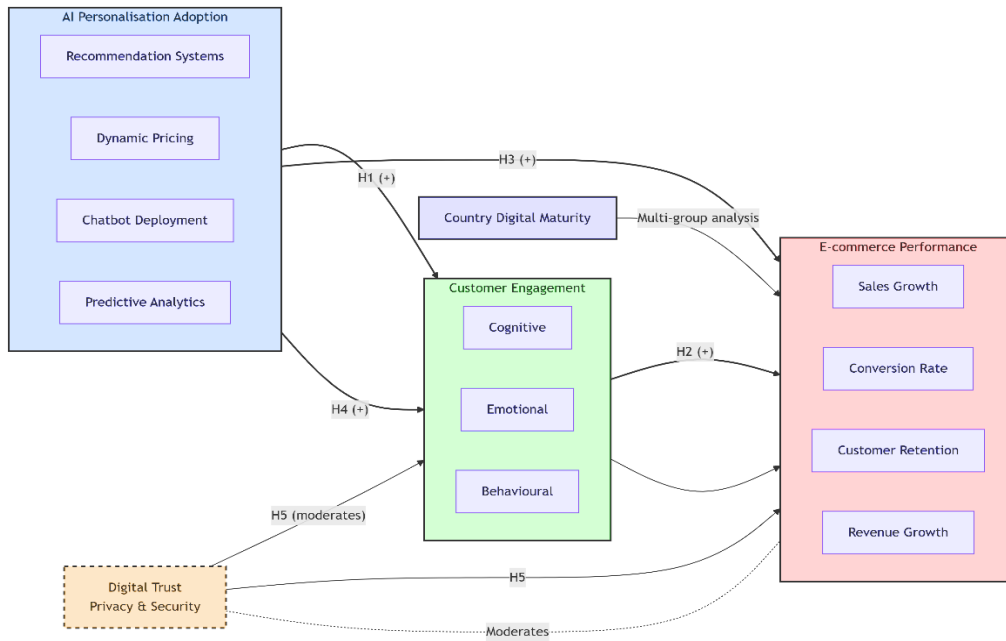 AI Personalisation Adoption
Recommendation Systems
Dynamic Pricing
Chatbot Deployment
Predictive Analytics
H1 (+)
H3 (+)
H4 (+)
Country Digital Maturity
Multi-group analysis
Customer Engagement
Cognitive
Emotional
Behavioural
H2 (+)
E-commerce Performance
Sales Growth
Conversion Rate
Customer Retention
Revenue Growth
H5 (moderates)
Digital Trust
Privacy & Security
H5
Moderates